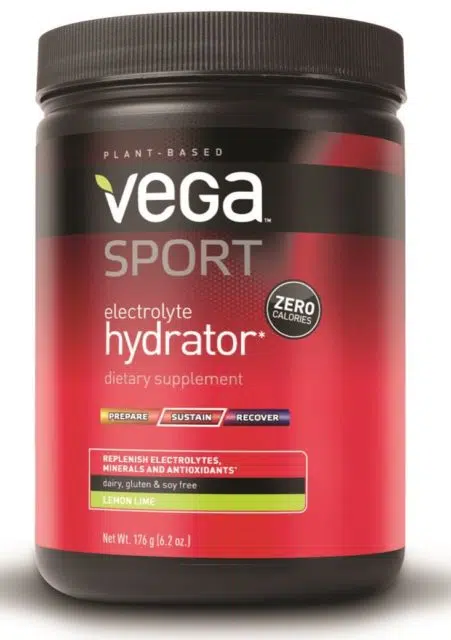 PLANT-BASED
vega™
SPORT
electrolyte
hydrator*
ZERO
CALORIES
dietary supplement
PREPARE SUSTAIN RECOVER
REPLENISH ELECTROLYTES,
MINERALS AND ANTIOXIDANTS*
dairy, gluten & soy free
LEMON LIME
Net Wt. 176 g (6.2 oz.)